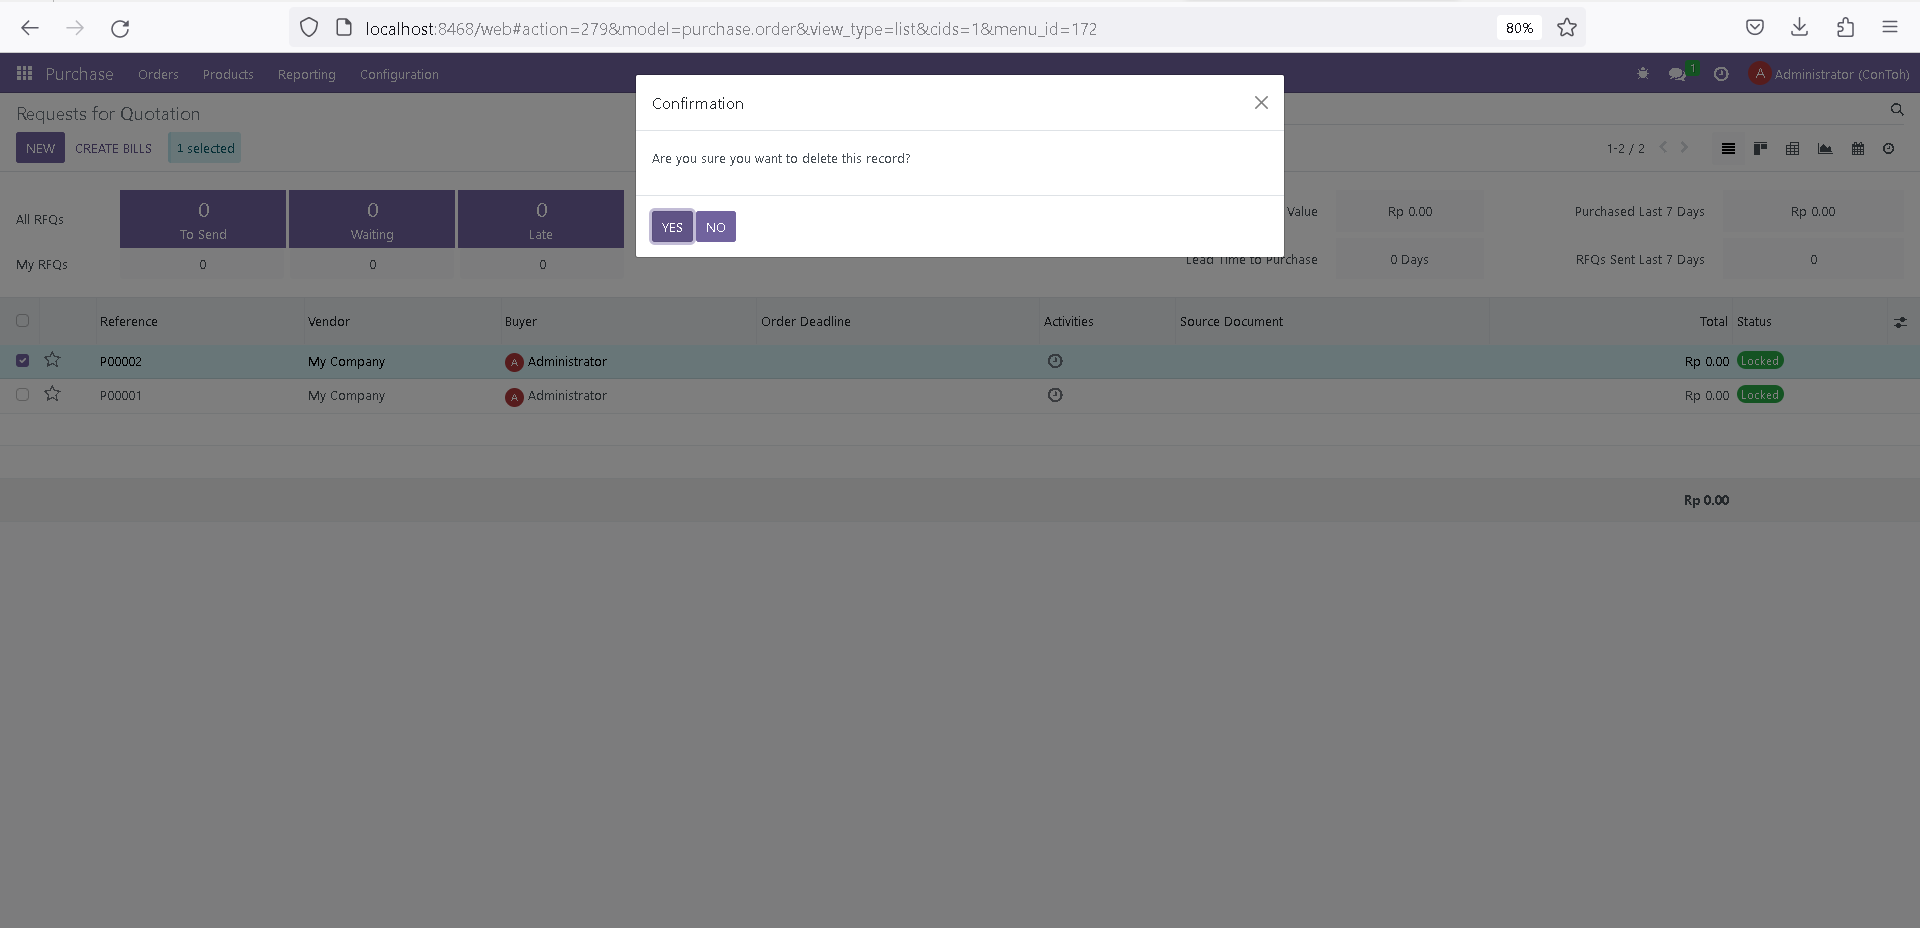 localhost:8468/web#action=279&model=purchase.order&view_type=list&cids=1&menu_id=172 80%
Purchase Orders Products Reporting Configuration 1 A Administrator (ConToh)
Confirmation
Requests for Quotation
NEW CREATE BILLS 1 selected 1-2 / 2
Are you sure you want to delete this record?
YES NO
All RFQs 0 To Send 0 Waiting 0 Late Value Rp 0.00 Purchased Last 7 Days Rp 0.00
My RFQs 0 0 0 Lead Time to Purchase 0 Days RFQs Sent Last 7 Days 0
Reference Vendor Buyer Order Deadline Activities Source Document Total Status
P00002 My Company A Administrator Rp 0.00 Locked
P00001 My Company A Administrator Rp 0.00 Locked
Rp 0.00